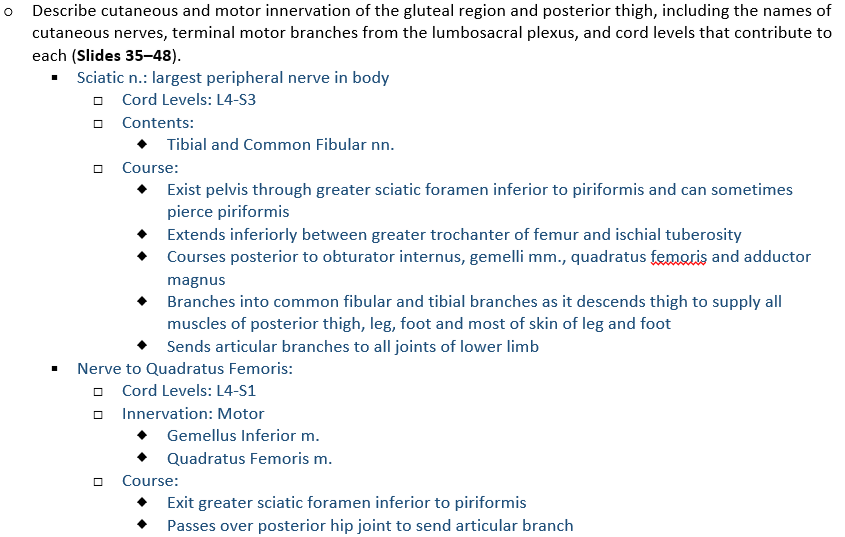 Describe cutaneous and motor innervation of the gluteal region and posterior thigh, including the names of
cutaneous nerves, terminal motor branches from the lumbosacral plexus, and cord levels that contribute to
each (Slides 35–48).
Sciatic n.: largest peripheral nerve in body
Cord Levels: L4-S3
Contents:
Tibial and Common Fibular nn.
Course:
Exist pelvis through greater sciatic foramen inferior to piriformis and can sometimes
pierce piriformis
Extends inferiorly between greater trochanter of femur and ischial tuberosity
Courses posterior to obturator internus, gemelli mm., quadratus femoris and adductor
magnus
Branches into common fibular and tibial branches as it descends thigh to supply all
muscles of posterior thigh, leg, foot and most of skin of leg and foot
Sends articular branches to all joints of lower limb
Nerve to Quadratus Femoris:
Cord Levels: L4-S1
Innervation: Motor
Gemellus Inferior m.
Quadratus Femoris m.
Course:
Exit greater sciatic foramen inferior to piriformis
Passes over posterior hip joint to send articular branch